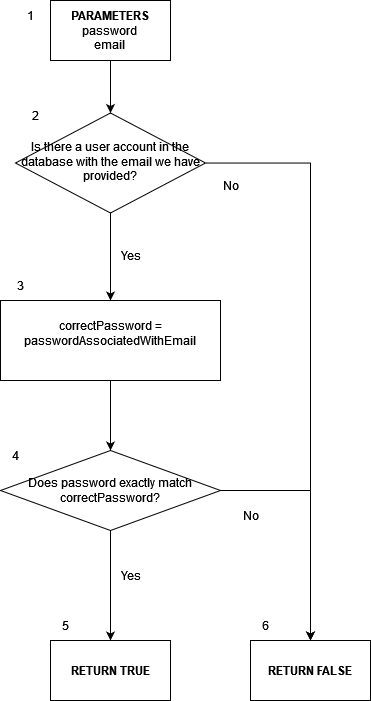 1
PARAMETERS
password
email
2
Is there a user account in the
database with the email we have
provided?
No
Yes
3
correctPassword =
passwordAssociatedWithEmail
4
Does password exactly match
correctPassword?
No
Yes
5
6
RETURN TRUE
RETURN FALSE